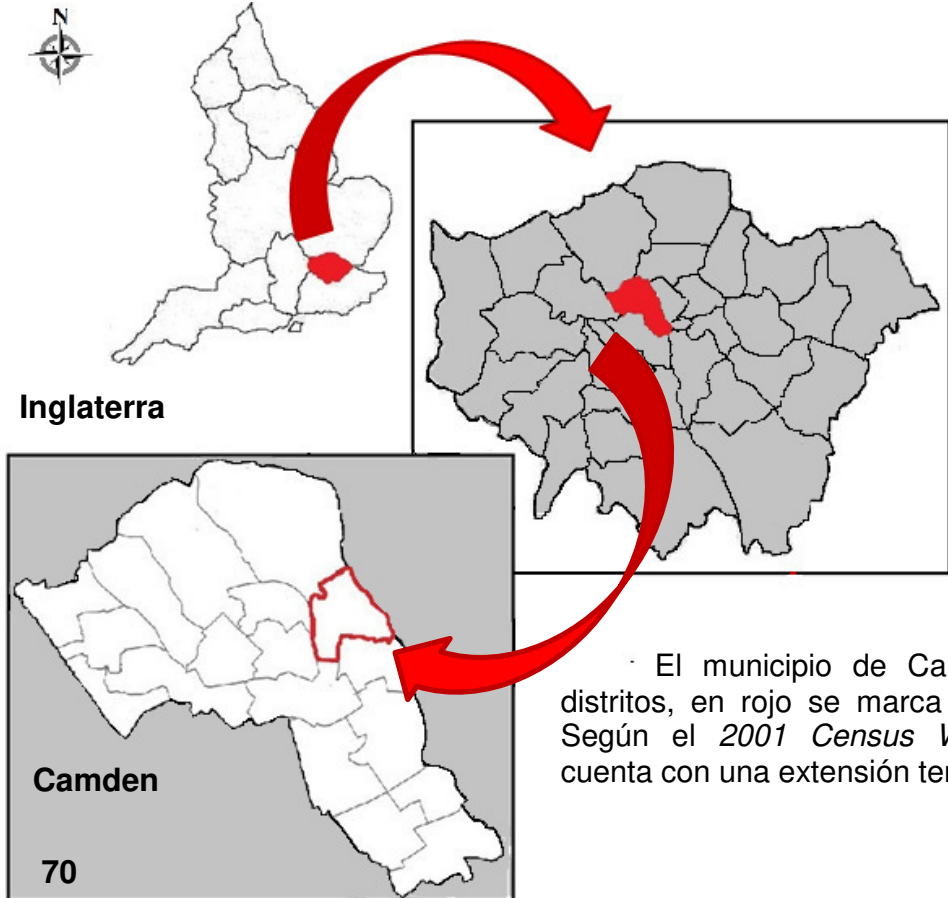 N
Inglaterra
El municipio de Ca
distritos, en rojo se marca
Según el 2001 Census
cuenta con una extensión ter
Camden
70